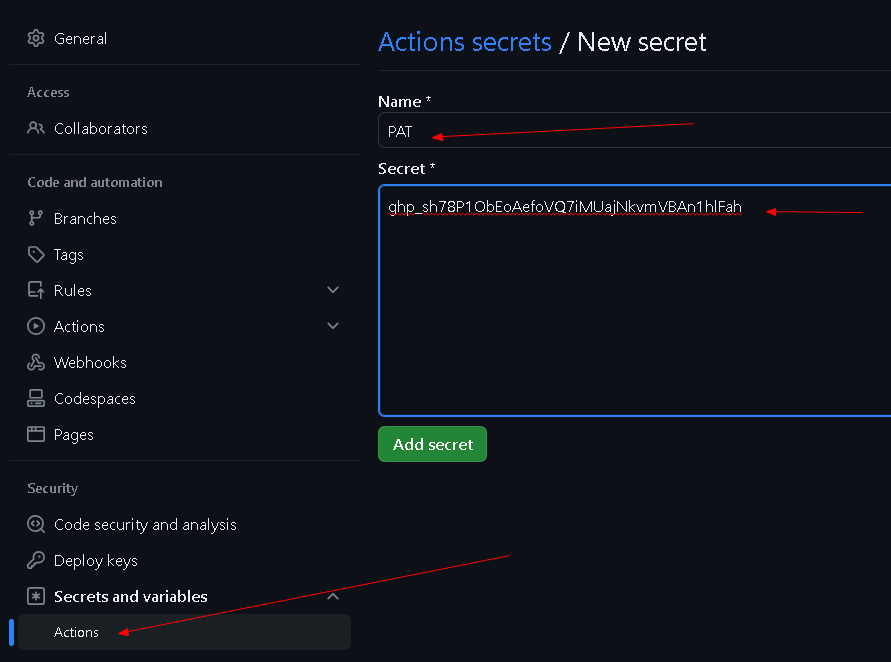 General
Access
Collaborators
Code and automation
Branches
Tags
Rules
Actions
Webhooks
Codespaces
Pages
Security
Code security and analysis
Deploy keys
Secrets and variables
Actions
Actions secrets / New secret
Name *
PAT
Secret *
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
Add secret